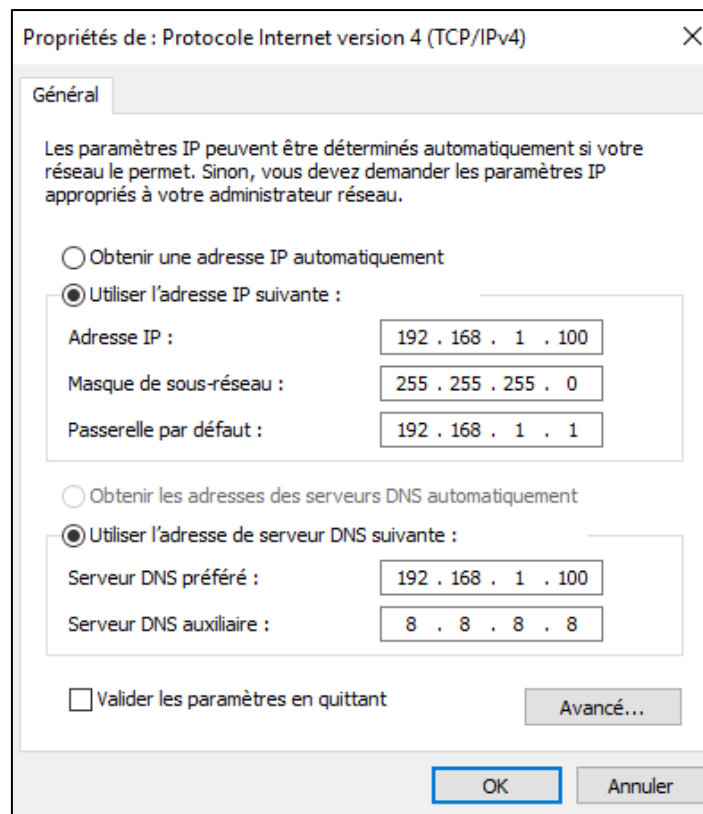 Propriétés de : Protocole Internet version 4 (TCP/IPv4)
Général
Les paramètres IP peuvent être déterminés automatiquement si votre
réseau le permet. Sinon, vous devez demander les paramètres IP
appropriés à votre administrateur réseau.
Obtenir une adresse IP automatiquement
Utiliser l'adresse IP suivante :
Adresse IP : 192 . 168 . 1 . 100
Masque de sous-réseau : 255 . 255 . 255 . 0
Passerelle par défaut : 192 . 168 . 1 . 1
Obtenir les adresses des serveurs DNS automatiquement
Utiliser l'adresse de serveur DNS suivante :
Serveur DNS préféré : 192 . 168 . 1 . 100
Serveur DNS auxiliaire : 8 . 8 . 8 . 8
Valider les paramètres en quittant
Avancé...
OK Annuler